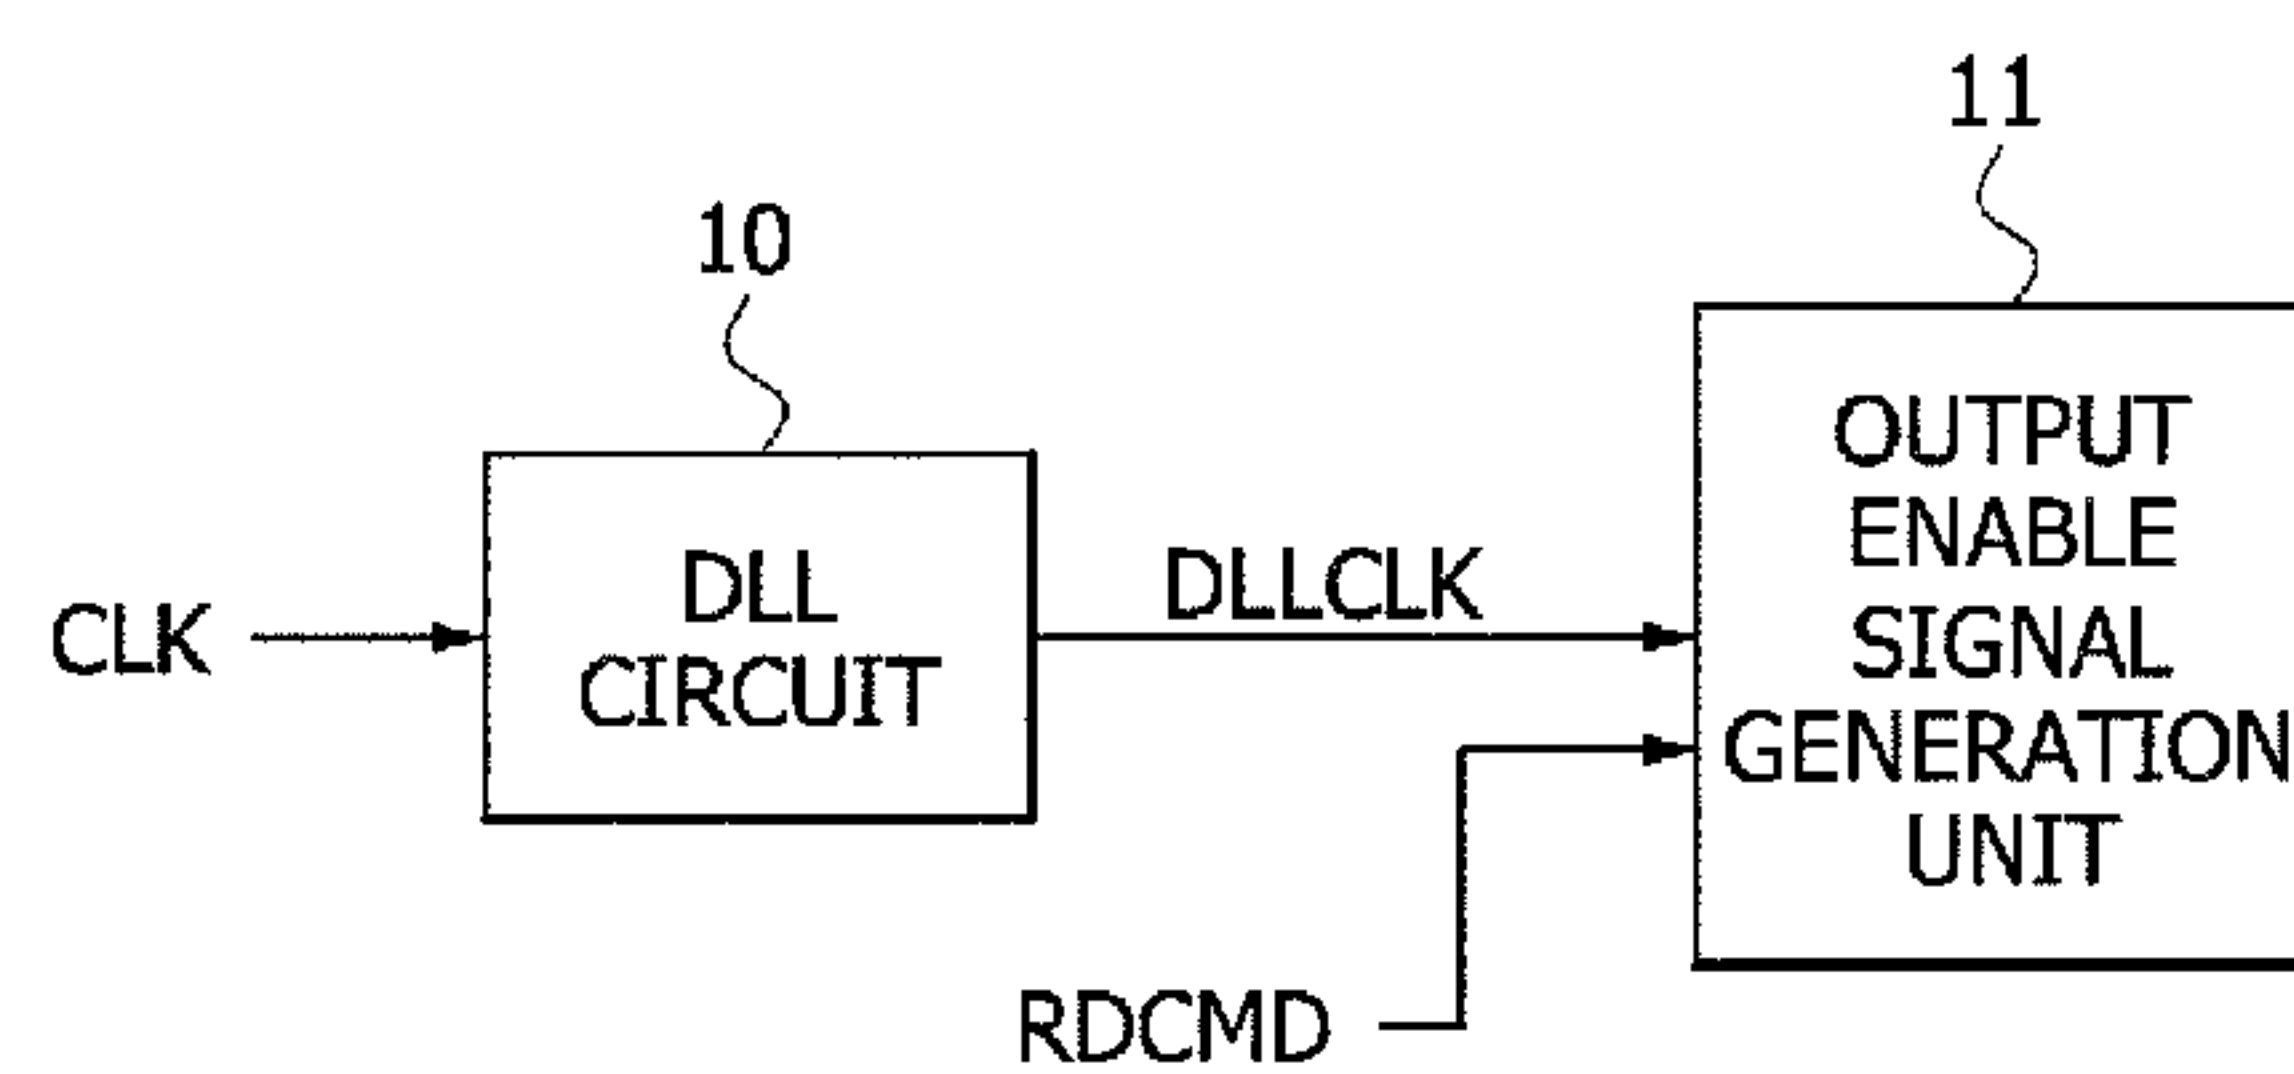 11
10
OUTPUT
ENABLE
SIGNAL
GENERATION
UNIT
DLL
CIRCUIT
DLLCLK
CLK
RDCMD